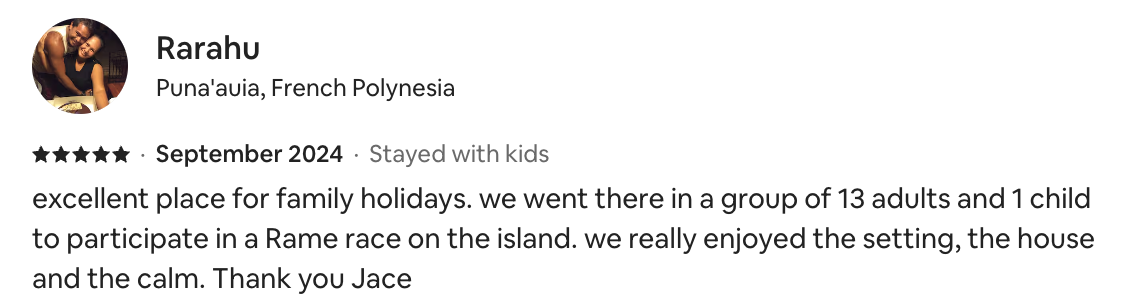 Rarahu
Puna'auia, French Polynesia
★★★★★ · September 2024 · Stayed with kids
excellent place for family holidays. we went there in a group of 13 adults and 1 child
to participate in a Rame race on the island. we really enjoyed the setting, the house
and the calm. Thank you Jace